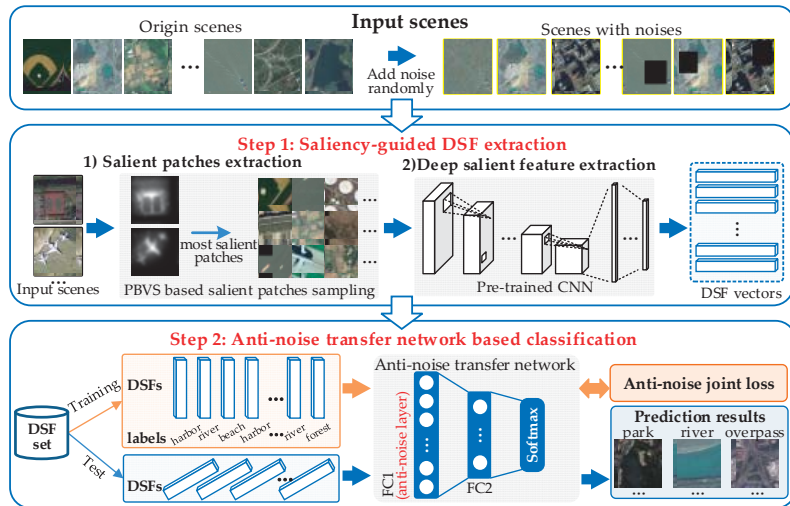 Input scenes
Origin scenes
Scenes with noises
...
...
Add noise
randomly
Step 1: Saliency-guided DSF extraction
1) Salient patches extraction
2)Deep salient feature extraction
most salient
patches
...
...
...
...
...
...
Input scenes
...
PBVS based salient patches sampling
Pre-trained CNN
DSF vectors
Step 2: Anti-noise transfer network based classification
DSF
set
Training
Test
DSFs
...
labels
harbor
river
beach
harbor
...
river
forest
DSFs
...
Anti-noise transfer network
FC1
(anti-noise layer)
...
FC2
...
Softmax
Anti-noise joint loss
Prediction results
park
river
overpass
...
...
...